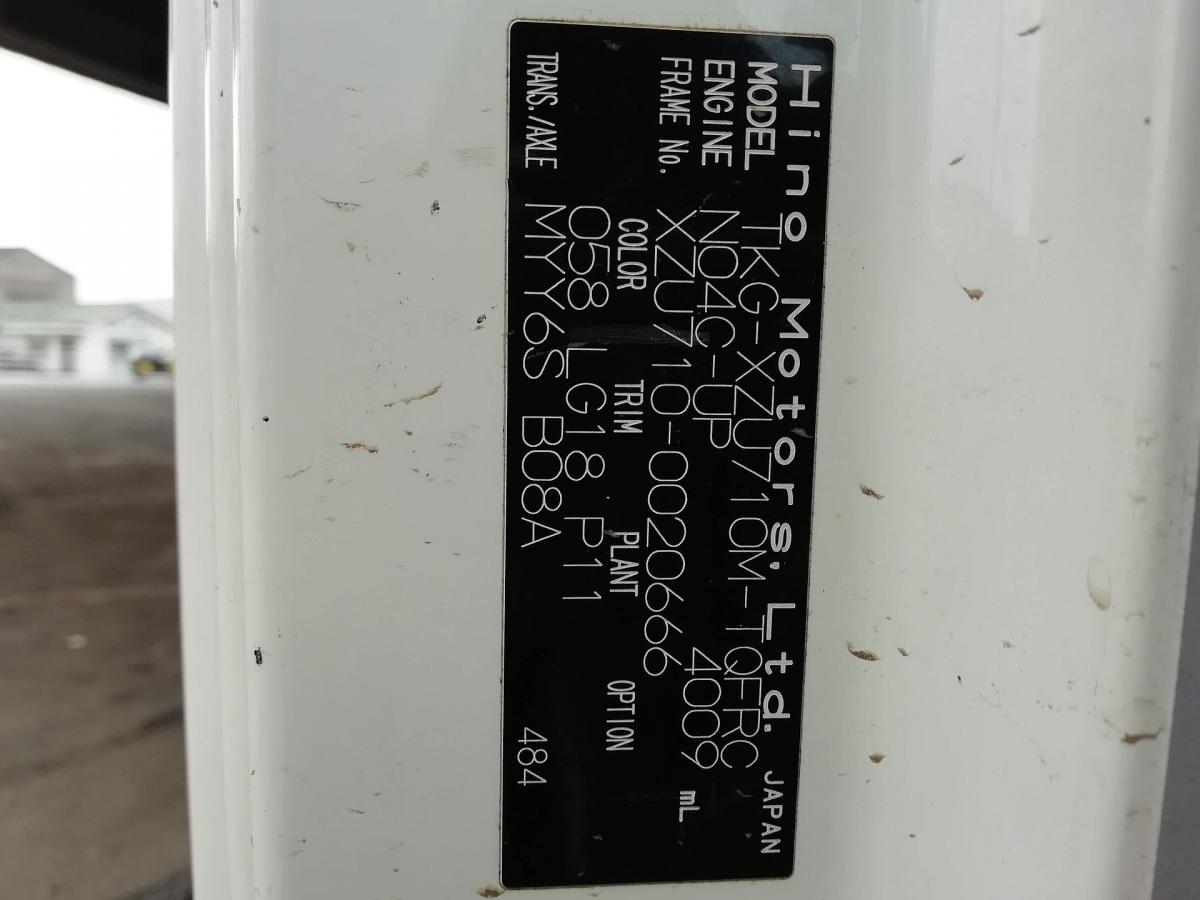 Hino Motors, Ltd. JAPAN
MODEL TKG-XZU710M-TQFRC
ENGINE N04C-UP 4009 mL
FRAME No. XZU710-0020666
COLOR TRIM PLANT OPTION
058 LG18 P11
TRANS./AXLE MYY6S B08A 484